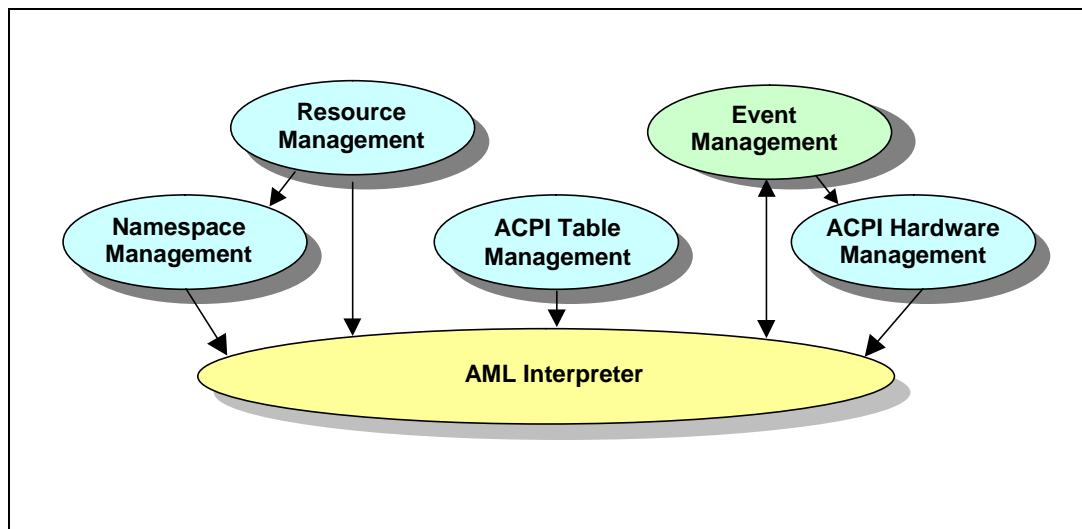 Resource
Management
Event
Management
Namespace
Management
ACPI Table
Management
ACPI Hardware
Management
AML Interpreter